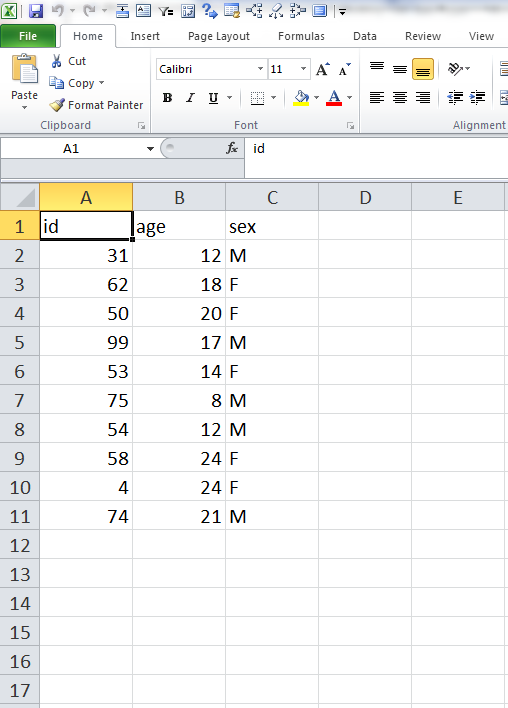 File Home Insert Page Layout Formulas Data Review View
Paste
Cut
Copy
Format Painter
Calibri 11 A A
B I U A
Clipboard Font Alignment
A1 fx id
A B C D E
1 id age sex
2 31 12 M
3 62 18 F
4 50 20 F
5 99 17 M
6 53 14 F
7 75 8 M
8 54 12 M
9 58 24 F
10 4 24 F
11 74 21 M
12
13
14
15
16
17